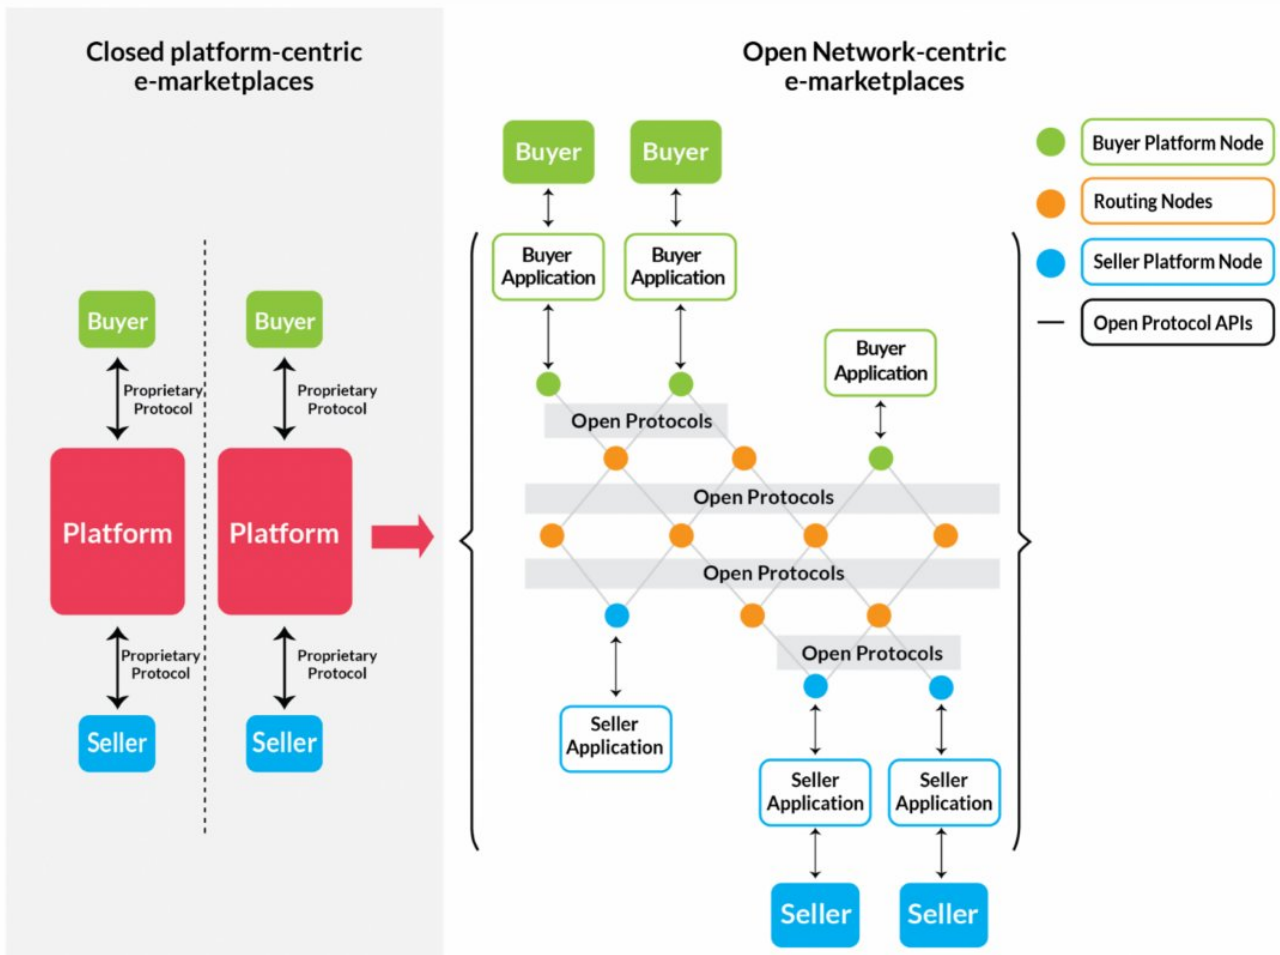 Closed platform-centric
e-marketplaces
Buyer
Buyer
Proprietary
Protocol
Proprietary
Protocol
Platform
Platform
Proprietary
Protocol
Proprietary
Protocol
Seller
Seller
Open Network-centric
e-marketplaces
Buyer
Buyer
Buyer
Application
Buyer
Application
Buyer
Application
Open Protocols
Open Protocols
Open Protocols
Open Protocols
Seller
Application
Seller
Application
Seller
Application
Seller
Seller
Buyer Platform Node
Routing Nodes
Seller Platform Node
Open Protocol APIs